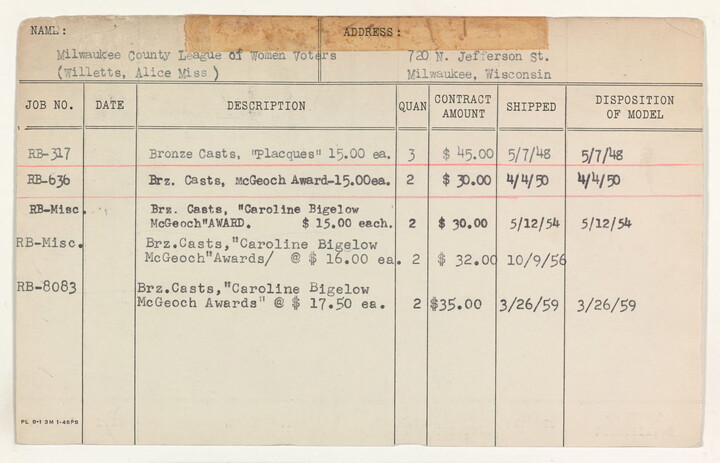 NAME: ADDRESS:
Milwaukee County League of Women Voters 720 N. Jefferson St.
(Willetts, Alice Miss ) Milwaukee, Wisconsin
JOB NO. DATE DESCRIPTION QUAN CONTRACT AMOUNT SHIPPED DISPOSITION OF MODEL
RB-317 Bronze Casts, "Placques" 15.00 ea. 3 $ 45.00 5/7/48 5/7/48
RB-636 Brz. Casts, McGeoch Award-15.00ea. 2 $ 30.00 4/4/50 4/4/50
RB-Misc. Brz. Casts, "Caroline Bigelow
McGeoch"AWARD. $ 15.00 each. 2 $ 30.00 5/12/54 5/12/54
RB-Misc. Brz.Casts,"Caroline Bigelow
McGeoch"Awards/ @ $ 16.00 ea. 2 $ 32.00 10/9/56
RB-8083 Brz.Casts,"Caroline Bigelow
McGeoch Awards" @ $ 17.50 ea. 2 $35.00 3/26/59 3/26/59